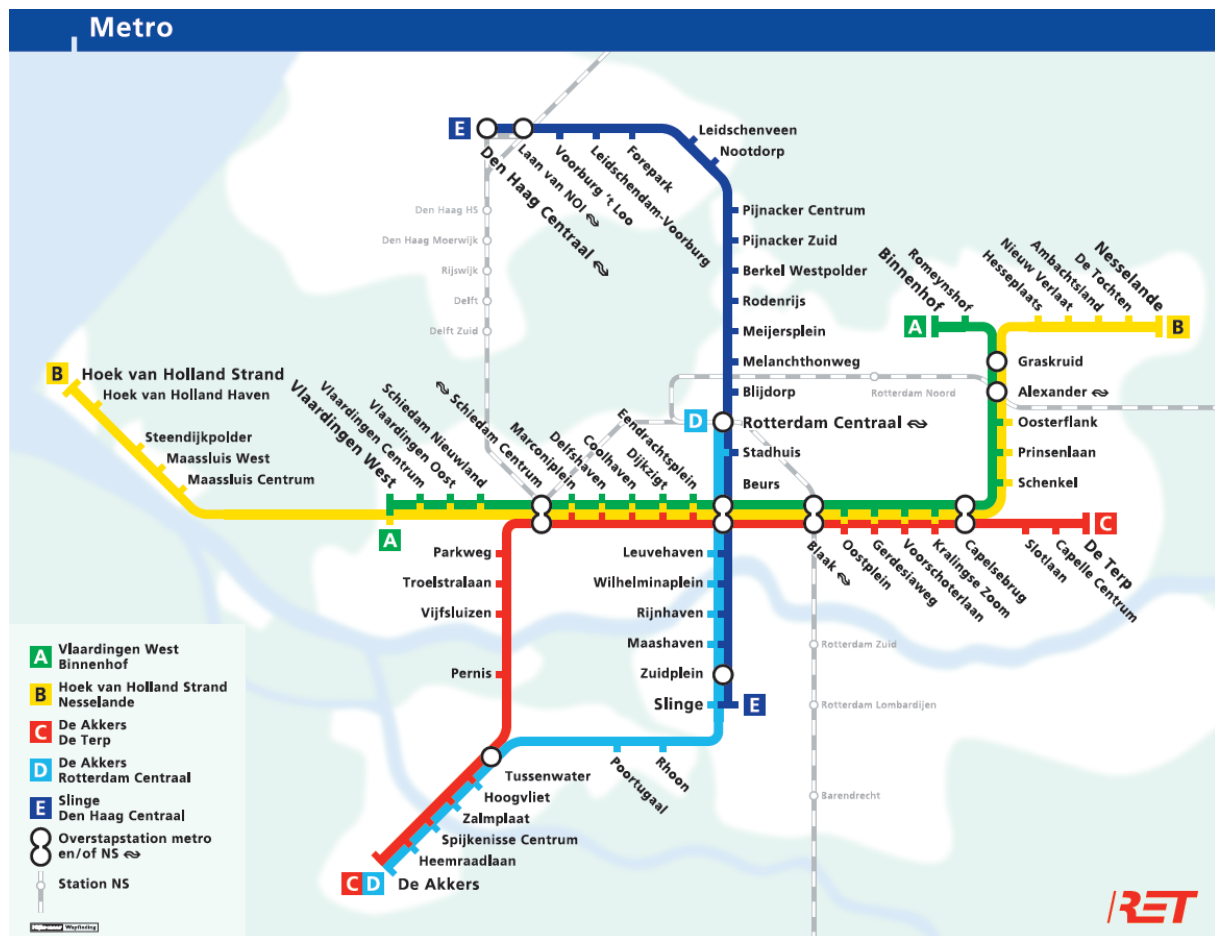 Metro
E
Den Haag Centraal
Laan van NOI
Voorburg 't Loo
Leidschendam-Voorburg
Forepark
Leidschenveen
Nootdorp
Pijnacker Centrum
Pijnacker Zuid
Berkel Westpolder
Rodenrijs
Meijersplein
Melanchthonweg
Blijdorp
D
Rotterdam Centraal
Stadhuis
Beurs
Den Haag HS
Den Haag Moerwijk
Rijswijk
Delft
Delft Zuid
Rotterdam Noord
A
Binnenhof
Romeynshof
Hesseplaats
Nieuw Verlaat
Ambachtsland
De Tochten
Nesselande
B
Graskruid
Alexander
Oosterflank
Prinsenlaan
Schenkel
B
Hoek van Holland Strand
Hoek van Holland Haven
Steendijkpolder
Maassluis West
Maassluis Centrum
Vlaardingen West
Vlaardingen Centrum
Vlaardingen Oost
Schiedam Nieuwland
Schiedam Centrum
Marconiplein
Delfshaven
Coolhaven
Dijkzigt
Eendrachtsplein
A
Blaak
Oostplein
Gerdesiaweg
Voorschoterlaan
Kralingse Zoom
Capelsebrug
Slotlaan
Capelle Centrum
De Terp
C
Parkweg
Troelstralaan
Vijfsluizen
Pernis
Leuvehaven
Wilhelminaplein
Rijnhaven
Maashaven
Zuidplein
Slinge
E
Rotterdam Zuid
Rotterdam Lombardijen
Barendrecht
Poortugaal
Rhoon
Tussenwater
Hoogvliet
Zalmplaat
Spijkenisse Centrum
Heemraadlaan
C D De Akkers
A Vlaardingen West
Binnenhof
B Hoek van Holland Strand
Nesselande
C De Akkers
De Terp
D De Akkers
Rotterdam Centraal
E Slinge
Den Haag Centraal
Overstapstation metro
en/of NS
Station NS
RET